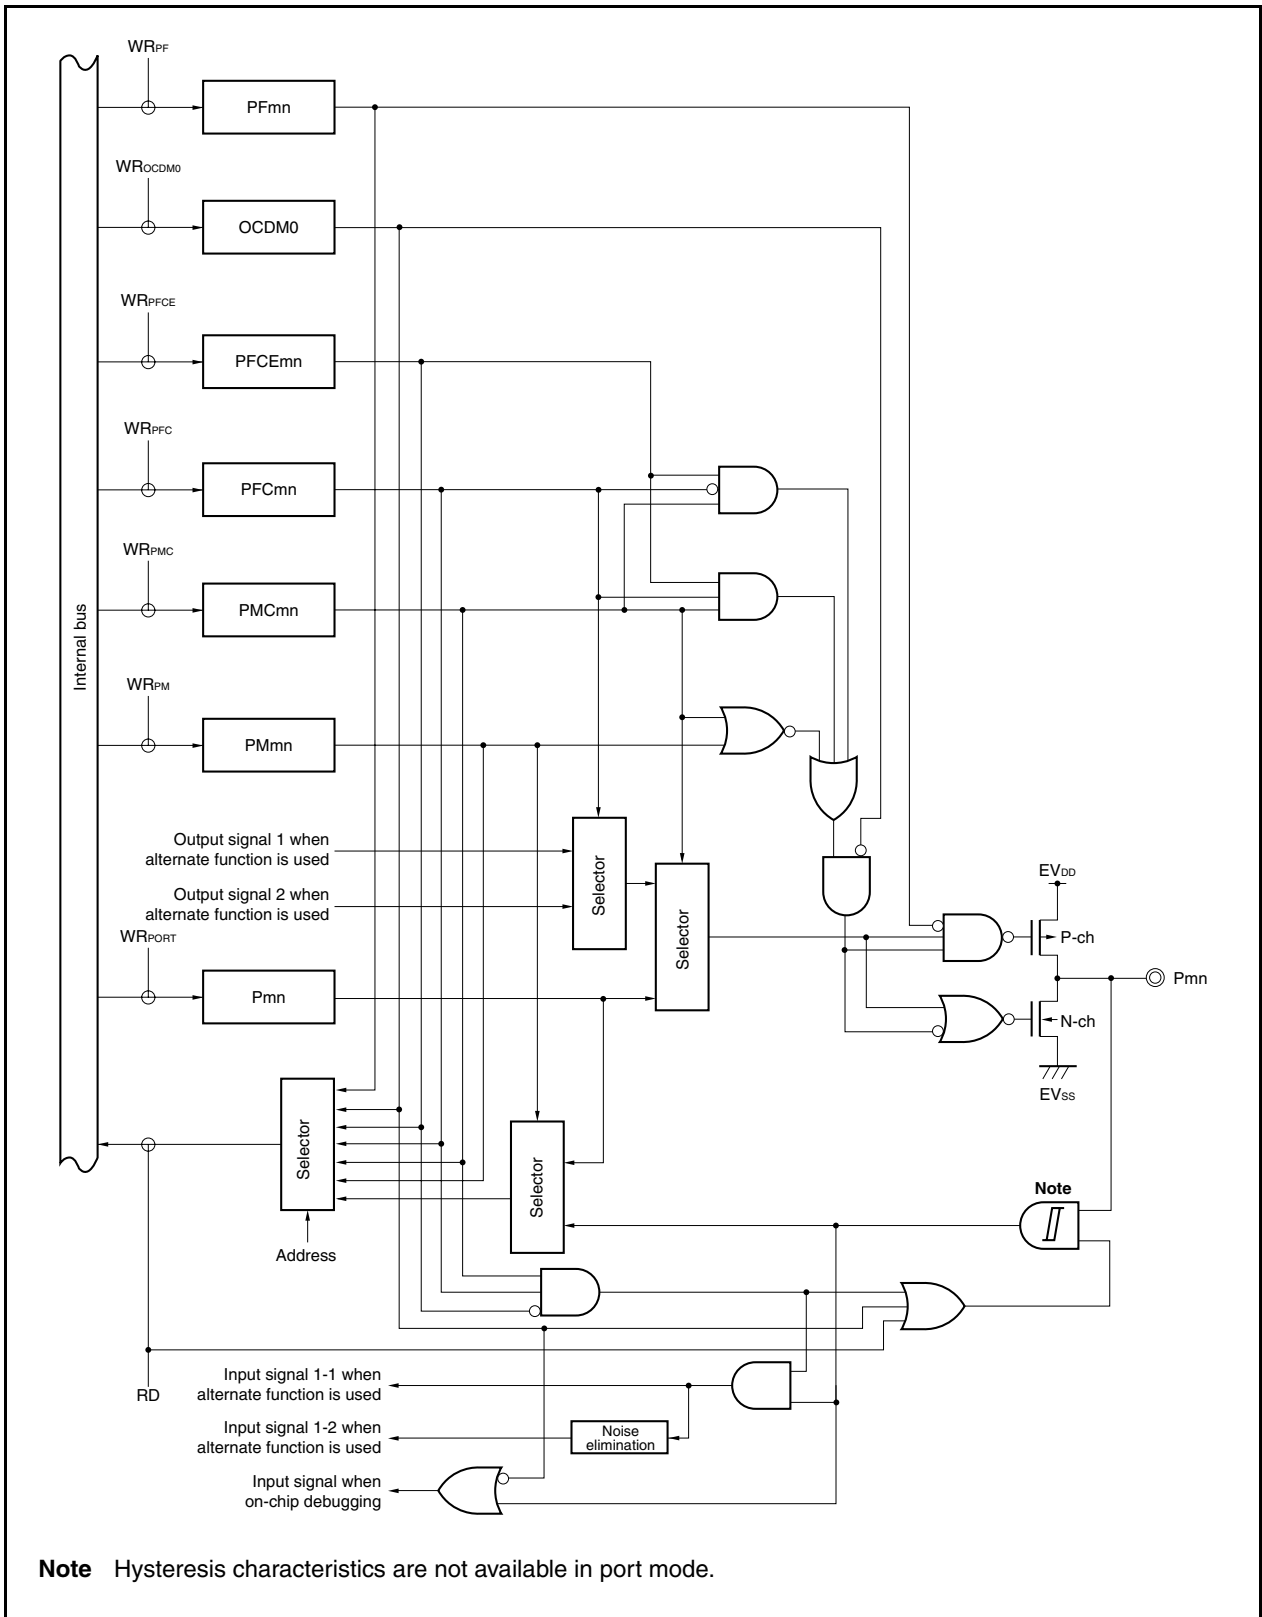 WRPF
PFmn
WROCDM0
OCDM0
WRPFCE
PFCEmn
WRPFC
PFCmn
WRPMC
PMCmn
Internal bus
WRPM
PMmn
Output signal 1 when
alternate function is used
Output signal 2 when
alternate function is used
Selector
Selector
WRPORT
Pmn
EVDD
P-ch
Pmn
N-ch
EVSS
Selector
Address
Selector
Note
RD
Input signal 1-1 when
alternate function is used
Input signal 1-2 when
alternate function is used
Noise
elimination
Input signal when
on-chip debugging
Note Hysteresis characteristics are not available in port mode.